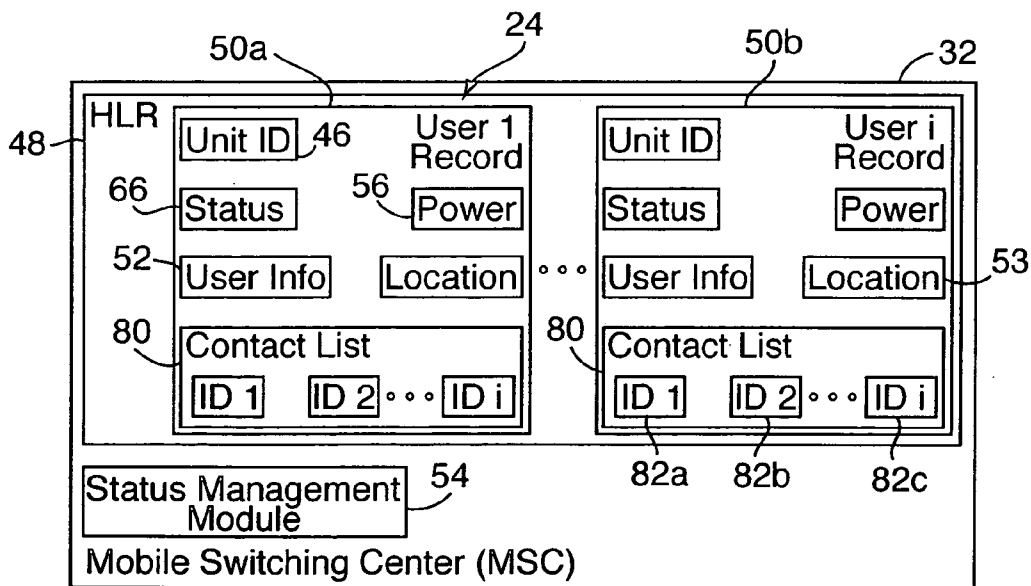 50a
24
50b
32
48
HLR
Unit ID
46
User 1
Record
Unit ID
User i
Record
66
Status
56
Power
Status
Power
52
User Info
Location
User Info
Location
53
80
Contact List
ID 1
ID 2
ID i
80
Contact List
ID 1
ID 2
ID i
82a
82b
82c
Status Management
Module
54
Mobile Switching Center (MSC)